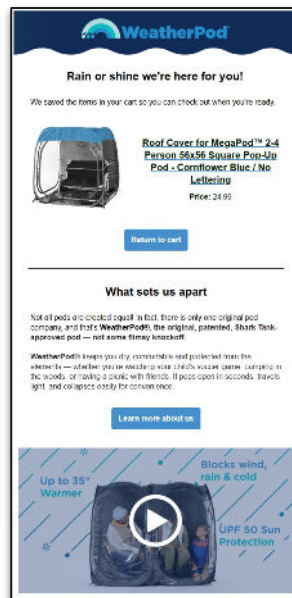 WeatherPod
Rain or shine we're here for you!
We saved the items in your cart so you can check out when you're ready.
Roof Cover for MegaPod™ 2-4
Person 56x56 Square Pop-Up
Pod - Cornflower Blue / No
Lettering
Price: 24.99
Return to cart
What sets us apart
Not all pods are created equal! In fact, there is only one original pod
company, and that's WeatherPod®, the original, patented, Shark Tank-
approved pod — not some flimsy knockoff.
WeatherPod® keeps you dry, comfortable and protected from the
elements — whether you're watching your child's soccer game, camping in
the woods, or having a picnic with friends. It pops open in seconds, travels
light, and collapses easily for convenience.
Learn more about us
Up to 35°
Warmer
Blocks wind,
rain & cold
UPF 50 Sun
Protection